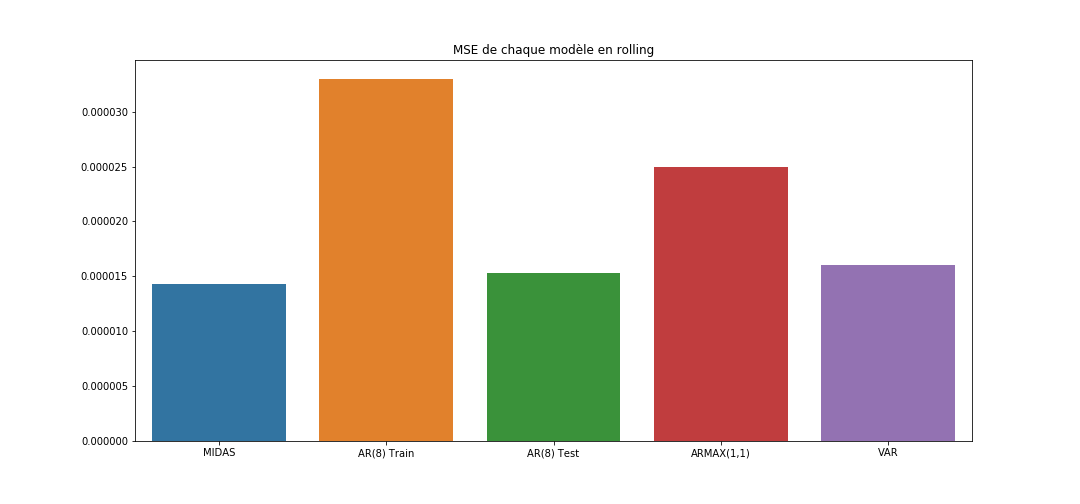 MSE de chaque modèle en rolling
0.000030
0.000025
0.000020
0.000015
0.000010
0.000005
0.000000
MIDAS
AR(8) Train
AR(8) Test
ARMAX(1,1)
VAR